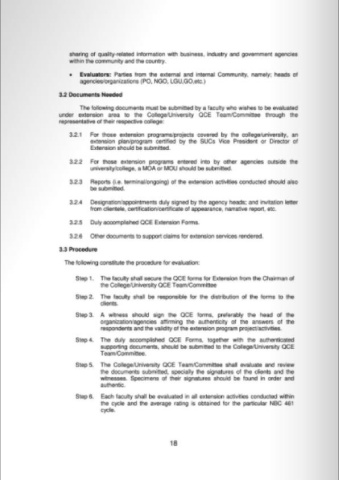 sharing of quality-related information with business, industry and government agencies
within the community and the country.
• Evaluators: Parties from the external and internal Community, namely; heads of
agencies/organizations (PO, NGO, LGU,GO,etc.)
3.2 Documents Needed
The following documents must be submitted by a faculty who wishes to be evaluated
under extension area to the College/University QCE Team/Committee through the
representative of their respective college:
3.2.1 For those extension programs/projects covered by the college/university, an
extension plan/program certified by the SUCs Vice President or Director of
Extension should be submitted.
3.2.2 For those extension programs entered into by other agencies outside the
university/college, a MOA or MOU should be submitted.
3.2.3 Reports (i.e. terminal/ongoing) of the extension activities conducted should also
be submitted.
3.2.4 Designation/appointments duly signed by the agency heads; and invitation letter
from clientele, certification/certificate of appearance, narrative report, etc.
3.2.5 Duly accomplished QCE Extension Forms.
3.2.6 Other documents to support claims for extension services rendered.
3.3 Procedure
The following constitute the procedure for evaluation:
Step 1. The faculty shall secure the QCE forms for Extension from the Chairman of
the College/University QCE Team/Committee
Step 2. The faculty shall be responsible for the distribution of the forms to the
clients.
Step 3. A witness should sign the QCE forms, preferably the head of the
organization/agencies affirming the authenticity of the answers of the
respondents and the validity of the extension program project/activities.
Step 4. The duly accomplished QCE Forms, together with the authenticated
supporting documents, should be submitted to the College/University QCE
Team/Committee.
Step 5. The College/University QCE Team/Committee shall evaluate and review
the documents submitted, specially the signatures of the clients and the
witnesses. Specimens of their signatures should be found in order and
authentic.
Step 6. Each faculty shall be evaluated in all extension activities conducted within
the cycle and the average rating is obtained for the particular NBC 461
cycle.
18